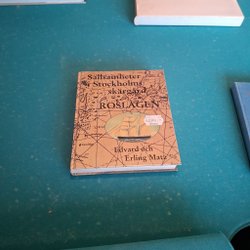 Sällsamheter
i Stockholms
skärgård
ROSLAGEN
Edvard och
Erling Matz